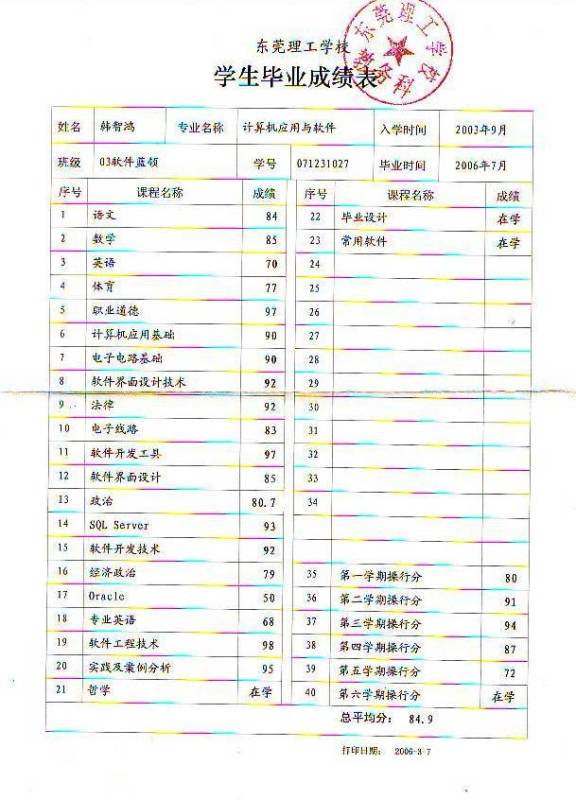 东莞理工学校
学生毕业成绩表
东莞理工学校
教务科
姓名 韩智鸿 专业名称 计算机应用与软件 入学时间 2003年9月
班级 03软件蓝领 学号 071231027 毕业时间 2006年7月
序号 课程名称 成绩 序号 课程名称 成绩
1 语文 84 22 毕业设计 在学
2 数学 85 23 常用软件 在学
3 英语 70 24
4 体育 77 25
5 职业道德 97 26
6 计算机应用基础 90 27
7 电子电路基础 90 28
8 软件界面设计技术 92 29
9 法律 92 30
10 电子线路 83 31
11 软件开发工具 97 32
12 软件界面设计 85 33
13 政治 80.7 34
14 SQL Server 93
15 软件开发技术 92
16 经济政治 79 35 第一学期操行分 80
17 Oracle 50 36 第二学期操行分 91
18 专业英语 68 37 第三学期操行分 94
19 软件工程技术 98 38 第四学期操行分 87
20 实践及案例分析 95 39 第五学期操行分 72
21 哲学 在学 40 第六学期操行分 在学
总平均分: 84.9
打印日期: 2006-3-7